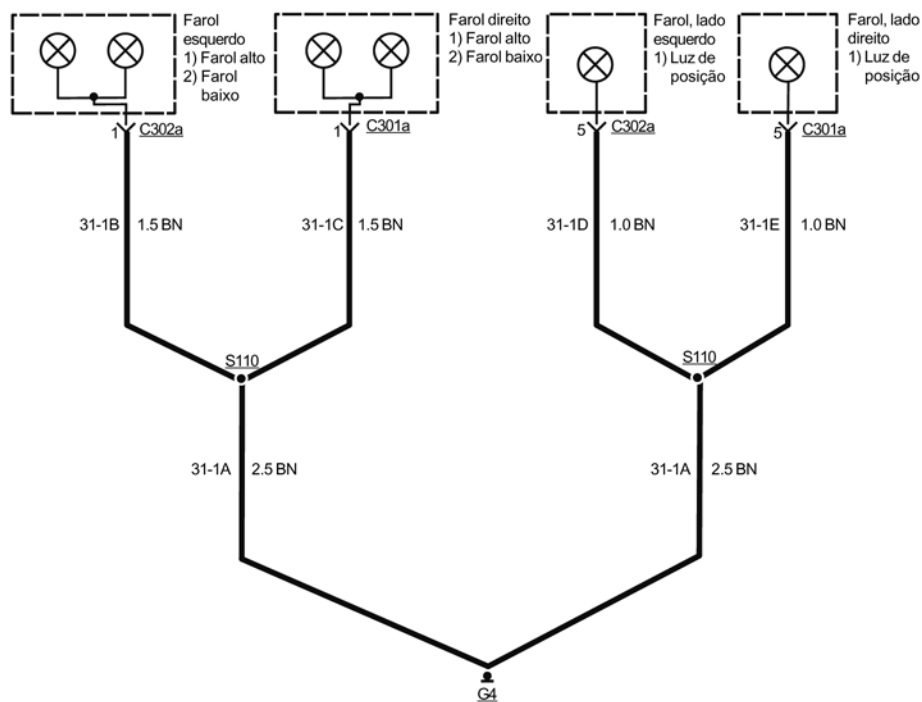 Farol
esquerdo
1) Farol alto
2) Farol
baixo
Farol direito
1) Farol alto
2) Farol baixo
Farol, lado
esquerdo
1) Luz de
posição
Farol, lado
direito
1) Luz de
posição
1 C302a
1 C301a
5 C302a
5 C301a
31-1B 1.5 BN
31-1C 1.5 BN
31-1D 1.0 BN
31-1E 1.0 BN
S110
S110
31-1A 2.5 BN
31-1A 2.5 BN
G4